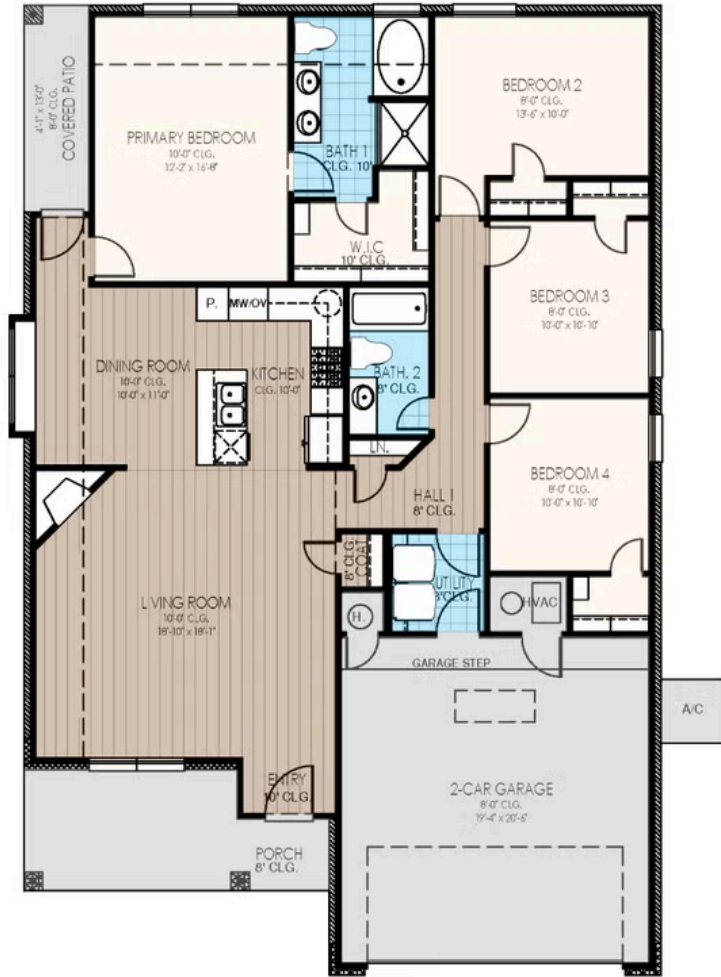 4'-1" x 13'-0"
8'-0" CLG.
COVERED PATIO
PRIMARY BEDROOM
10'-0" CLG.
12'-2" x 16'-8"
BATH 1
CLG. 10'
W.I.C
10' CLG.
BEDROOM 2
8'-0" CLG.
13'-6" x 10'-0"
BEDROOM 3
8'-0" CLG.
10'-0" x 10'-10"
P.
MW/OV
DINING ROOM
10'-0" CLG.
10'-0" x 11'-0"
KITCHEN
CLG. 10'-0"
BATH. 2
8' CLG.
LN.
BEDROOM 4
8'-0" CLG.
10'-0" x 10'-10"
HALL 1
8' CLG.
8' CLG.
COAT
UTILITY
8'CLG.
HVAC
H.
LIVING ROOM
10'-0" CLG.
18'-10" x 18'-1"
GARAGE STEP
A/C
2-CAR GARAGE
8'-0" CLG.
19'-4" x 20'-6"
ENTRY
10' CLG.
PORCH
8' CLG.